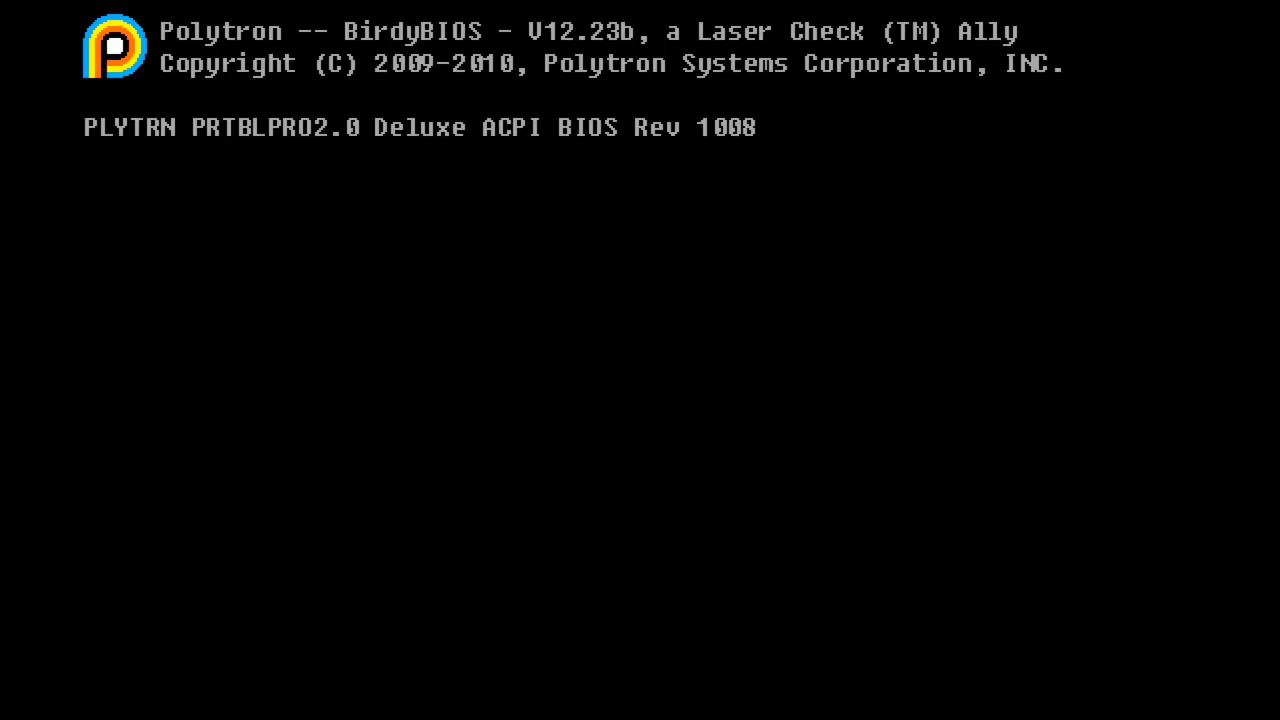 Polytron -- BirdyBIOS - V12.23b, a Laser Check (TM) Ally
Copyright (C) 2009-2010, Polytron Systems Corporation, INC.
PLYTRN PRTBLPRO2.0 Deluxe ACPI BIOS Rev 1008